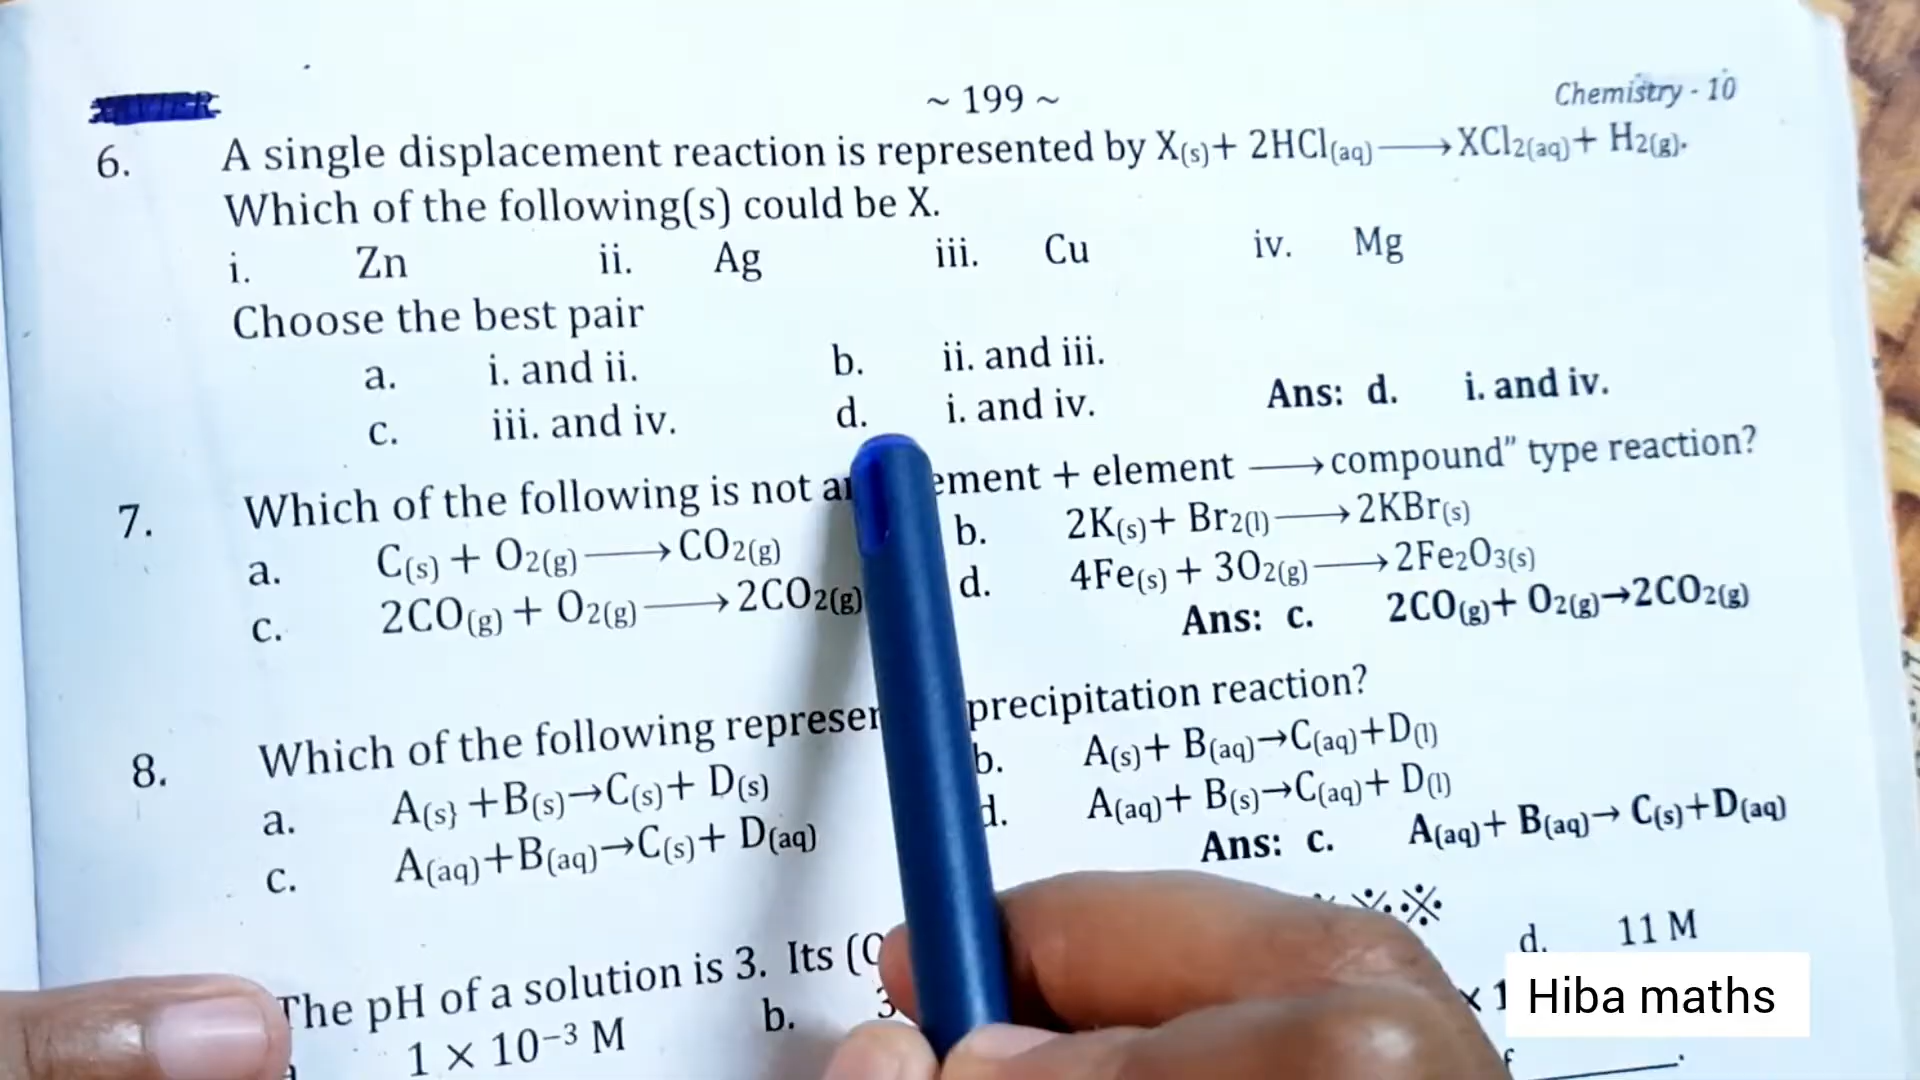 ~ 199 ~
Chemistry - 10
6. A single displacement reaction is represented by X(s)+ 2HCl(aq)⟶XCl2(aq)+ H2(g).
Which of the following(s) could be X.
i. Zn ii. Ag iii. Cu iv. Mg
Choose the best pair
a. i. and ii. b. ii. and iii.
c. iii. and iv. d. i. and iv. Ans: d. i. and iv.
7. Which of the following is not + element ⟶compound” type reaction?
a. C(s) + O2(g)⟶CO2(g) b. 2K(s)+ Br2(l)⟶2KBr(s)
c. 2CO(g) + O2(g)⟶2CO2(g) d. 4Fe(s) + 3O2(g)⟶2Fe2O3(s)
Ans: c. 2CO(g)+ O2(g)→2CO2(g)
8. Which of the following precipitation reaction?
a. A(s} +B(s)→C(s)+ D(s) b. A(s)+ B(aq)→C(aq)+D(l)
c. A(aq)+B(aq)→C(s)+ D(aq) d. A(aq)+ B(s)→C(aq)+ D(l)
Ans: c. A(aq)+ B(aq)→ C(s)+D(aq)
※
The pH of a solution is 3. Its
1 × 10−3 M b. d. 11 M
Hiba maths